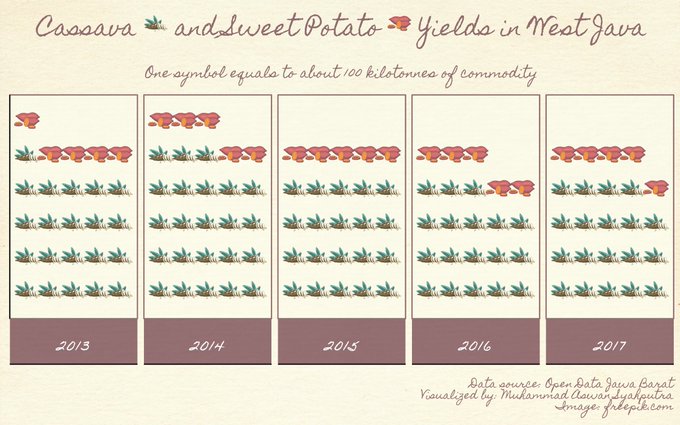 Cassava and Sweet Potato Yields in West Java
One symbol equals to about 100 kilotonnes of commodity
2013
2014
2015
2016
2017
Data source: Open Data Jawa Barat
Visualized by: Muhammad Aswan Syahputra
Image: freepik.com